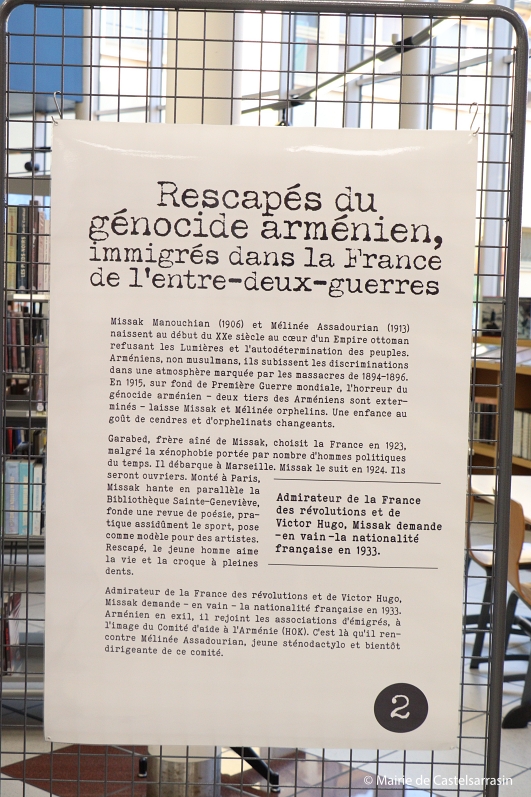 Rescapés du
génocide arménien,
immigrés dans la France
de l'entre-deux-guerres
Missak Manouchian (1906) et Mélinée Assadourian (1913)
naissent au début du XXe siècle au cœur d'un Empire ottoman
refusant les Lumières et l'autodétermination des peuples.
Arméniens, non musulmans, ils subissent les discriminations
dans une atmosphère marquée par les massacres de 1894-1896.
En 1915, sur fond de Première Guerre mondiale, l'horreur du
génocide arménien - deux tiers des Arméniens sont exter-
minés - laisse Missak et Mélinée orphelins. Une enfance au
goût de cendres et d'orphelinats changeants.
Garabed, frère aîné de Missak, choisit la France en 1923,
malgré la xénophobie portée par nombre d'hommes politiques
du temps. Il débarque à Marseille. Missak le suit en 1924. Ils
seront ouvriers. Monté à Paris,
Missak hante en parallèle la
Bibliothèque Sainte-Geneviève,
fonde une revue de poésie, pra-
tique assidûment le sport, pose
comme modèle pour des artistes.
Rescapé, le jeune homme aime
la vie et la croque à pleines
dents.
Admirateur de la France
des révolutions et de
Victor Hugo, Missak demande
-en vain-la nationalité
française en 1933.
Admirateur de la France des révolutions et de Victor Hugo,
Missak demande - en vain - la nationalité française en 1933.
Arménien en exil, il rejoint les associations d'émigrés, à
l'image du Comité d'aide à l'Arménie (HOK). C'est là qu'il ren-
contre Mélinée Assadourian, jeune sténodactylo et bientôt
dirigeante de ce comité.
2
© Mairie de Castelsarrasin